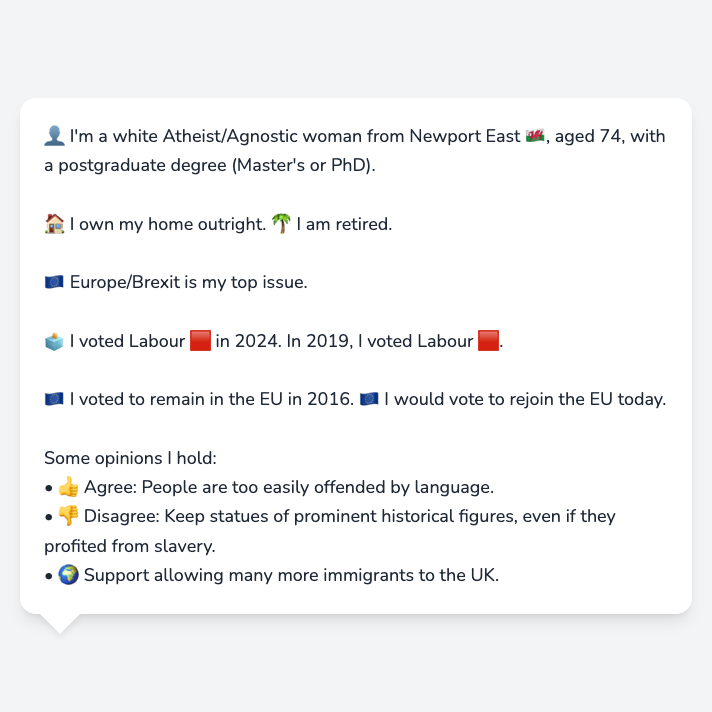 👤 I'm a white Atheist/Agnostic woman from Newport East 🏴󠁧󠁢󠁷󠁬󠁳󠁿, aged 74, with
a postgraduate degree (Master's or PhD).
🏠 I own my home outright. 🌴 I am retired.
🇪🇺 Europe/Brexit is my top issue.
🗳️ I voted Labour 🟥 in 2024. In 2019, I voted Labour 🟥.
🇪🇺 I voted to remain in the EU in 2016. 🇪🇺 I would vote to rejoin the EU today.
Some opinions I hold:
• 👍 Agree: People are too easily offended by language.
• 👎 Disagree: Keep statues of prominent historical figures, even if they
profited from slavery.
• 🌍 Support allowing many more immigrants to the UK.